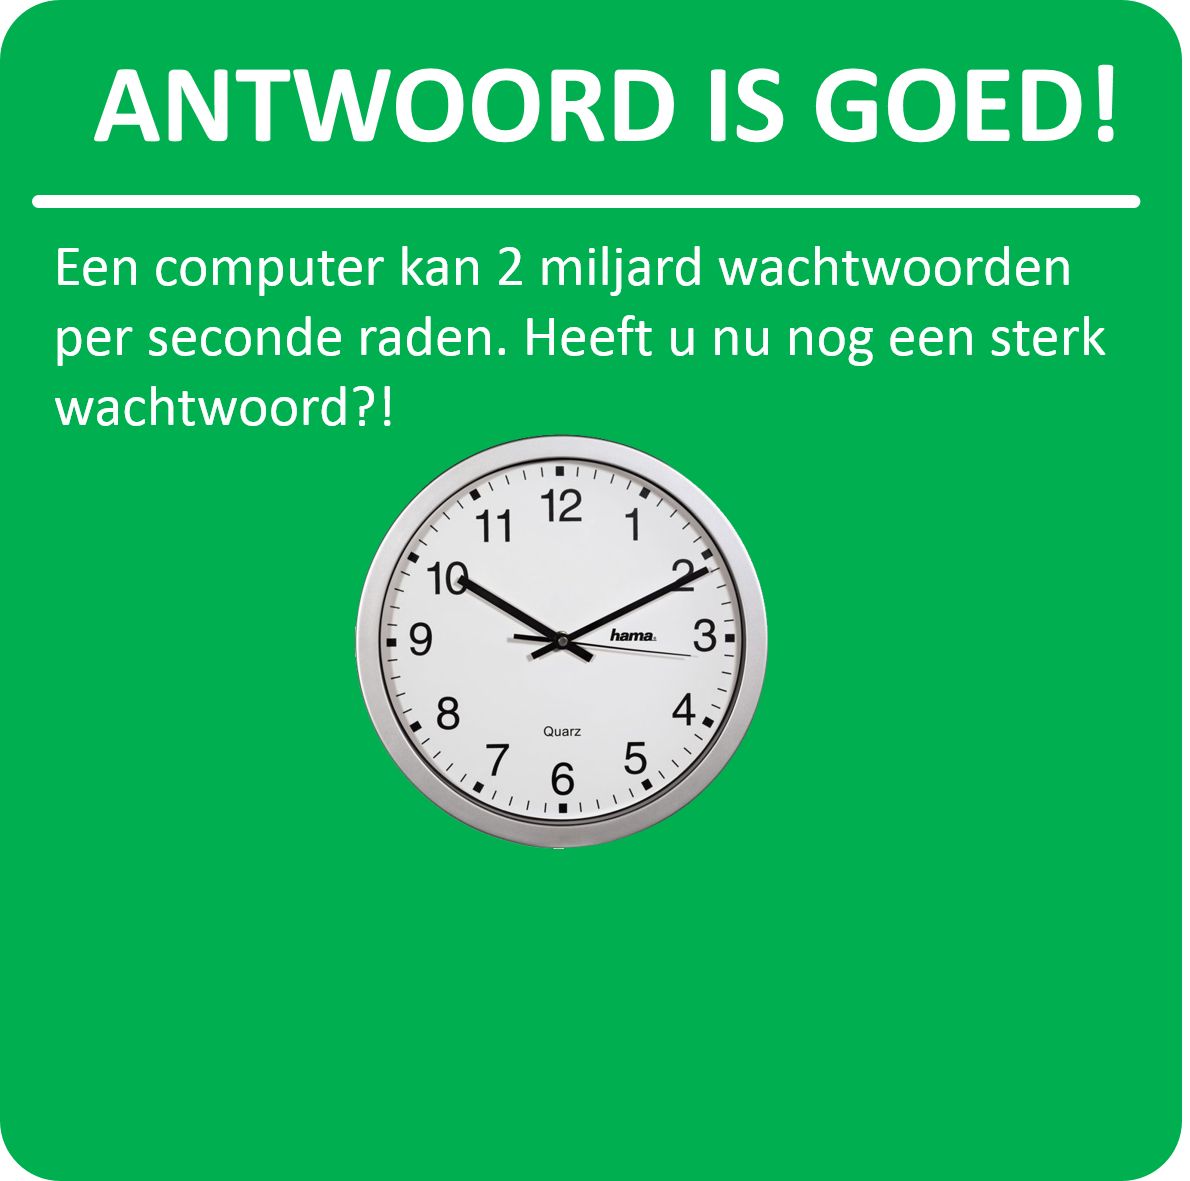 ANTWOORD IS GOED!
Een computer kan 2 miljard wachtwoorden
per seconde raden. Heeft u nu nog een sterk
wachtwoord?!
12
11
1
10
2
hama
9
3
8
4
Quarz
7
5
6